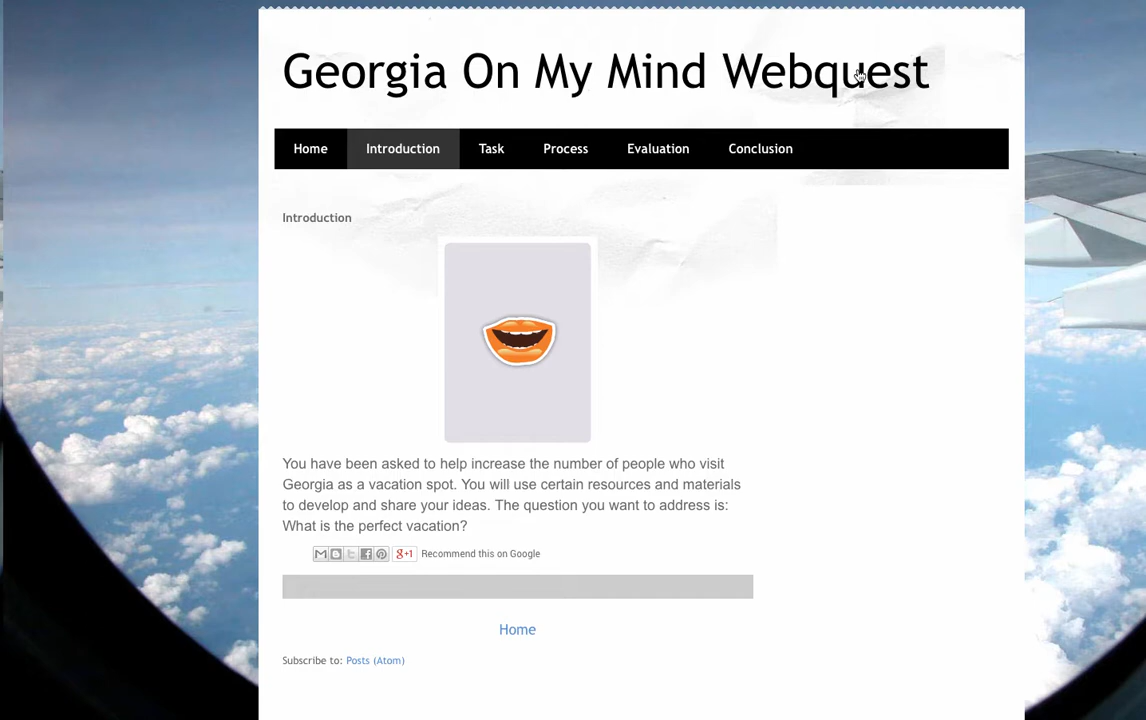 Georgia On My Mind Webquest
Home Introduction Task Process Evaluation Conclusion
Introduction
You have been asked to help increase the number of people who visit
Georgia as a vacation spot. You will use certain resources and materials
to develop and share your ideas. The question you want to address is:
What is the perfect vacation?
g+1 Recommend this on Google
Home
Subscribe to: Posts (Atom)